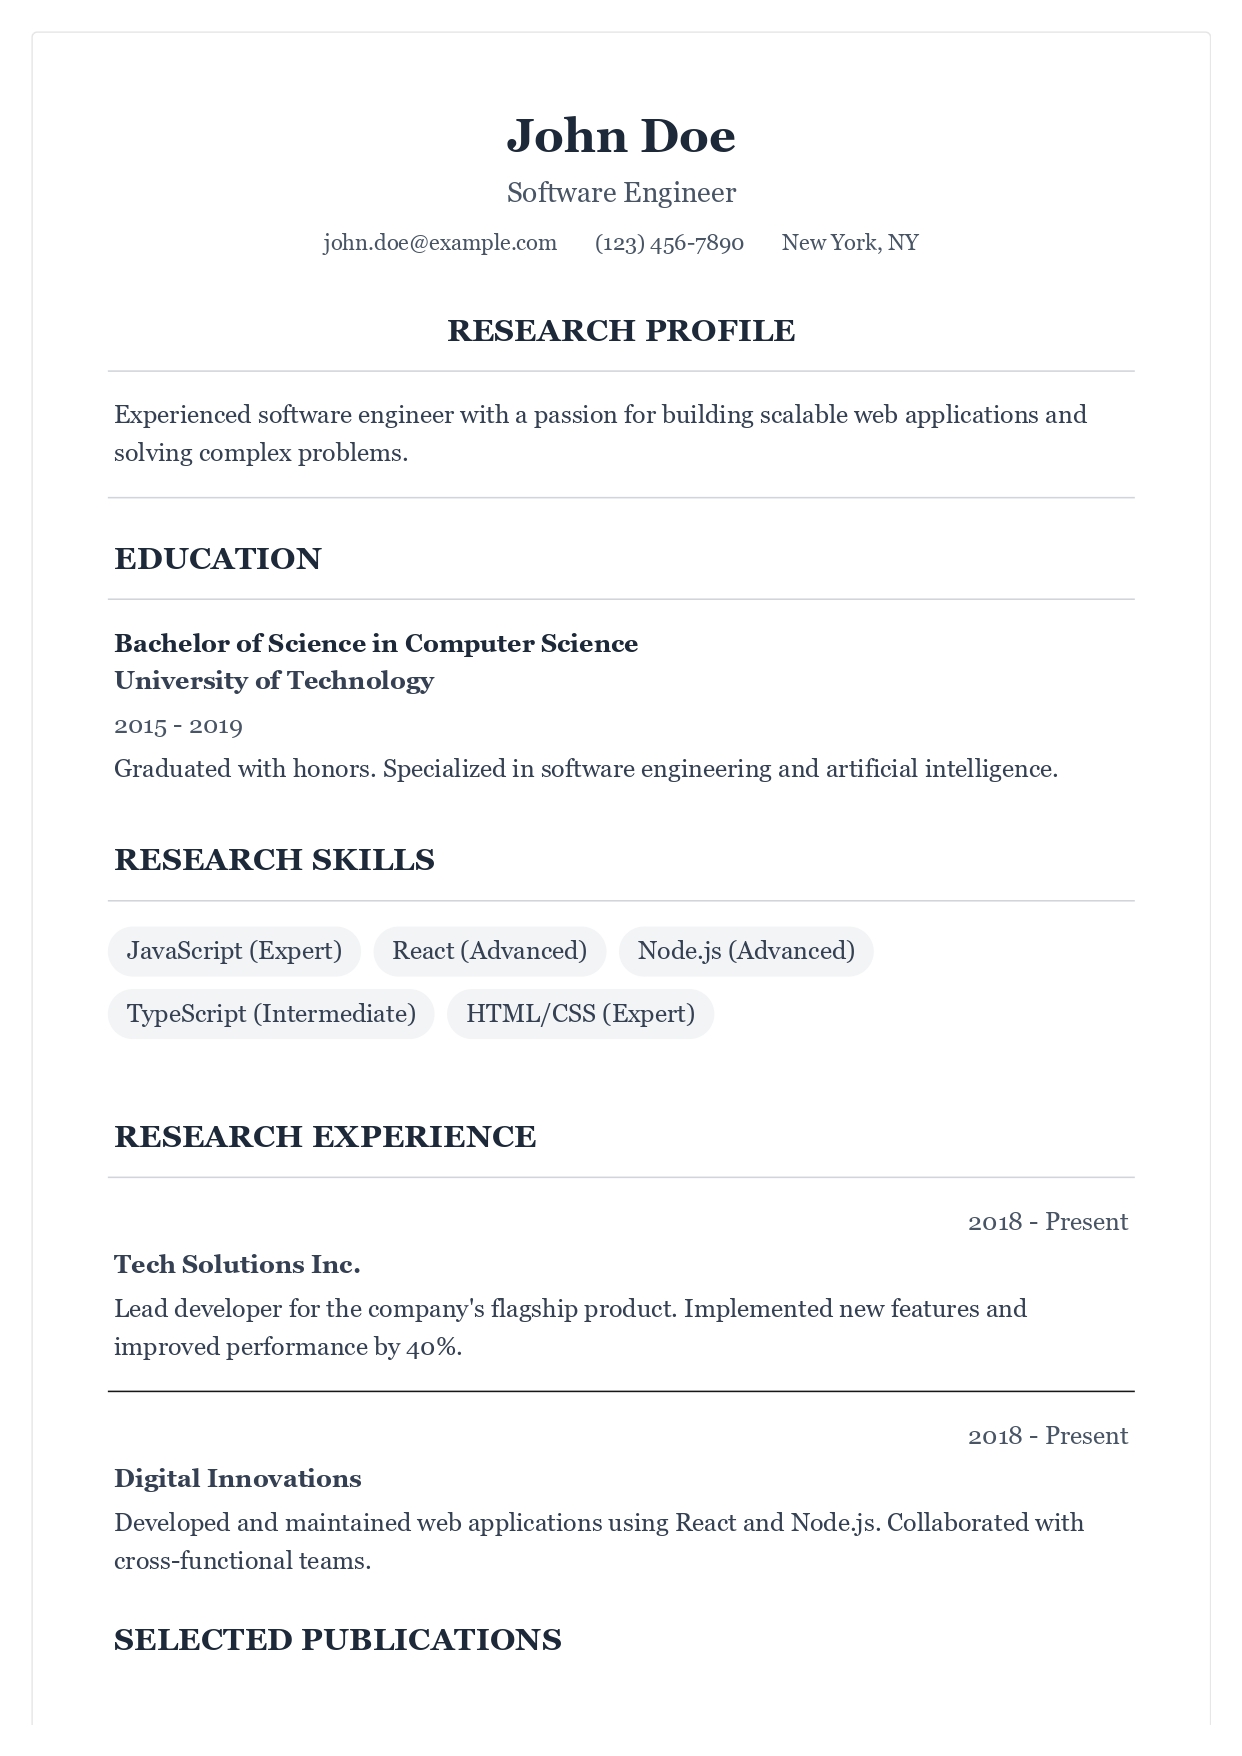 John Doe
Software Engineer
john.doe@example.com (123) 456-7890 New York, NY
RESEARCH PROFILE
Experienced software engineer with a passion for building scalable web applications and
solving complex problems.
EDUCATION
Bachelor of Science in Computer Science
University of Technology
2015 - 2019
Graduated with honors. Specialized in software engineering and artificial intelligence.
RESEARCH SKILLS
JavaScript (Expert) React (Advanced) Node.js (Advanced)
TypeScript (Intermediate) HTML/CSS (Expert)
RESEARCH EXPERIENCE
2018 - Present
Tech Solutions Inc.
Lead developer for the company's flagship product. Implemented new features and
improved performance by 40%.
2018 - Present
Digital Innovations
Developed and maintained web applications using React and Node.js. Collaborated with
cross-functional teams.
SELECTED PUBLICATIONS